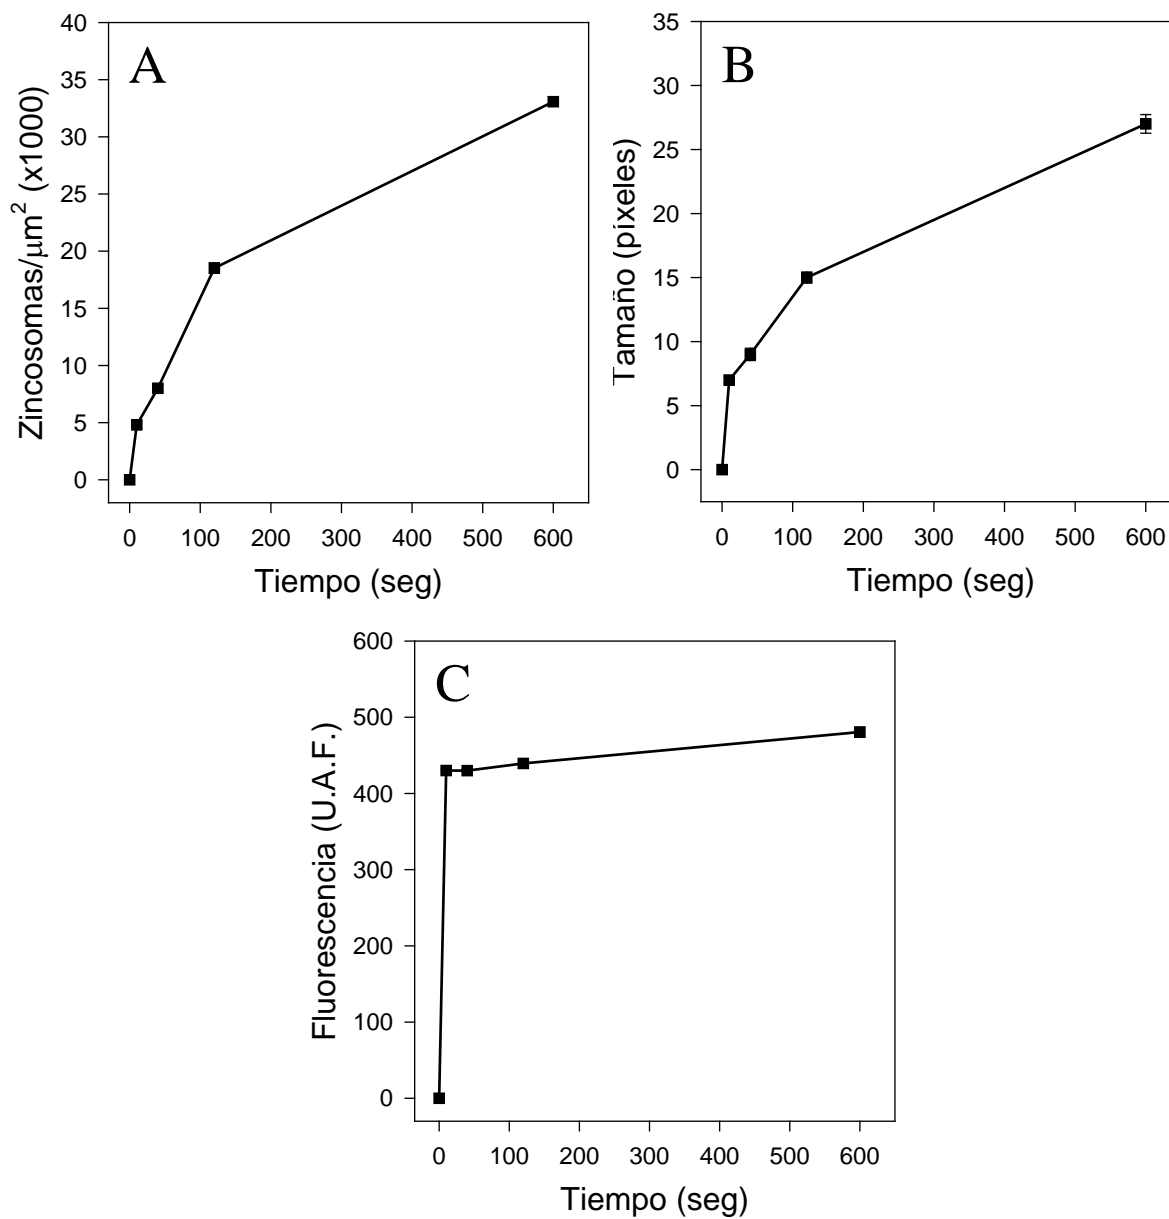 A
Zincosomas/μm² (x1000)
40
35
30
25
20
15
10
5
0
0 100 200 300 400 500 600
Tiempo (seg)
B
Tamaño (píxeles)
35
30
25
20
15
10
5
0
0 100 200 300 400 500 600
Tiempo (seg)
C
Fluorescencia (U.A.F.)
600
500
400
300
200
100
0
0 100 200 300 400 500 600
Tiempo (seg)